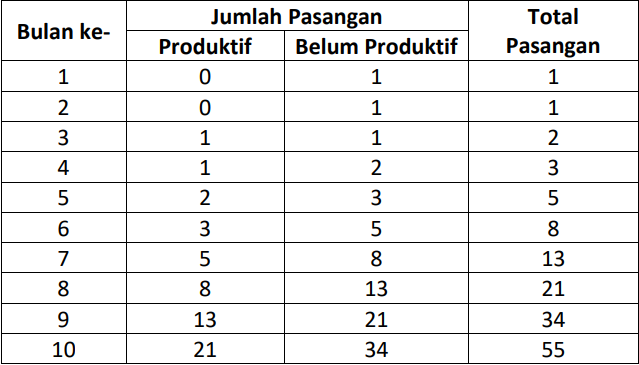 Bulan ke- Jumlah Pasangan Total Pasangan
Produktif Belum Produktif
1 0 1 1
2 0 1 1
3 1 1 2
4 1 2 3
5 2 3 5
6 3 5 8
7 5 8 13
8 8 13 21
9 13 21 34
10 21 34 55